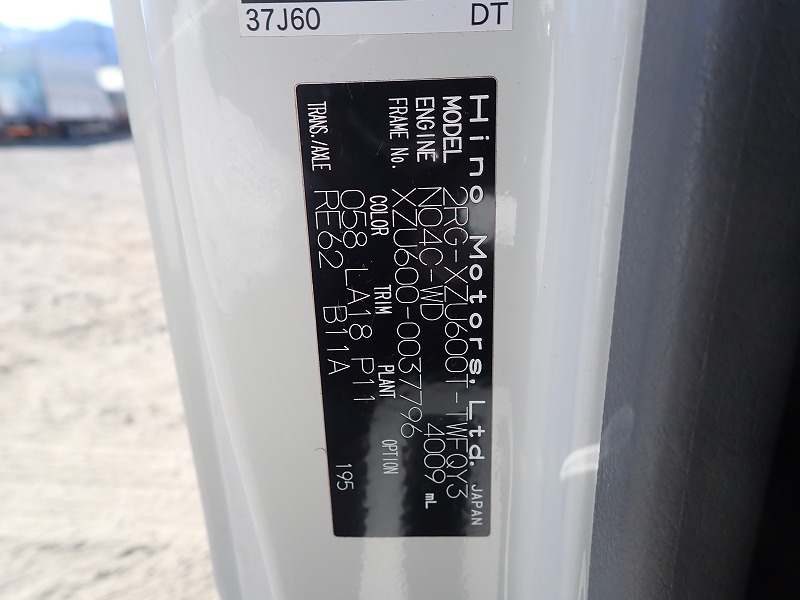 37J60 DT
Hino Motors, Ltd. JAPAN
MODEL 2RG-XZU600T-TWFQY3
ENGINE N04C-WD 4009 mL
FRAME No. XZU600-0037796
COLOR TRIM PLANT OPTION
058 LA18 P11
TRANS./AXLE RE62 B11A 195